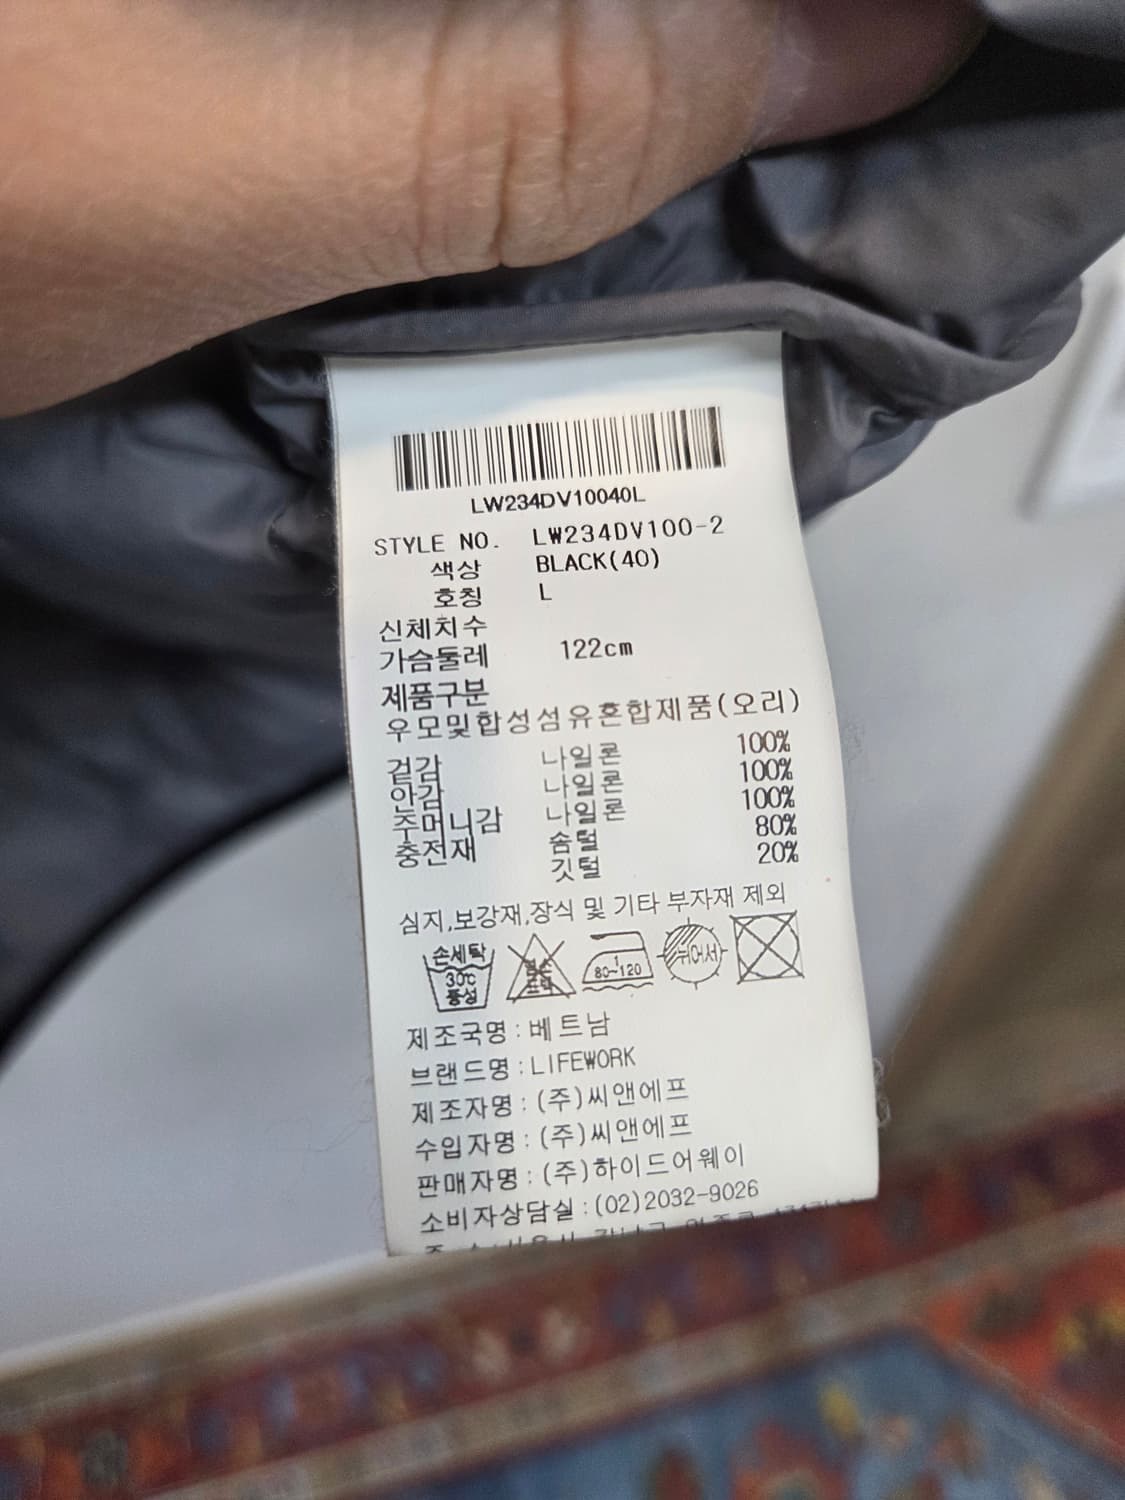 LW234DV10040L
STYLE NO. LW234DV100-2
색상 BLACK(40)
호칭 L
신체치수
가슴둘레 122cm
제품구분
우모및합성섬유혼합제품(오리)
겉감 나일론 100%
안감 나일론 100%
주머니감 나일론 100%
충전재 솜털 80%
깃털 20%
심지,보강재,장식 및 기타 부자재 제외
손세탁 30℃ 중성
80~120
뉘어서
제조국명:베트남
브랜드명:LIFEWORK
제조자명:(주)씨앤에프
수입자명:(주)씨앤에프
판매자명:(주)하이드어웨이
소비자상담실:(02)2032-9026